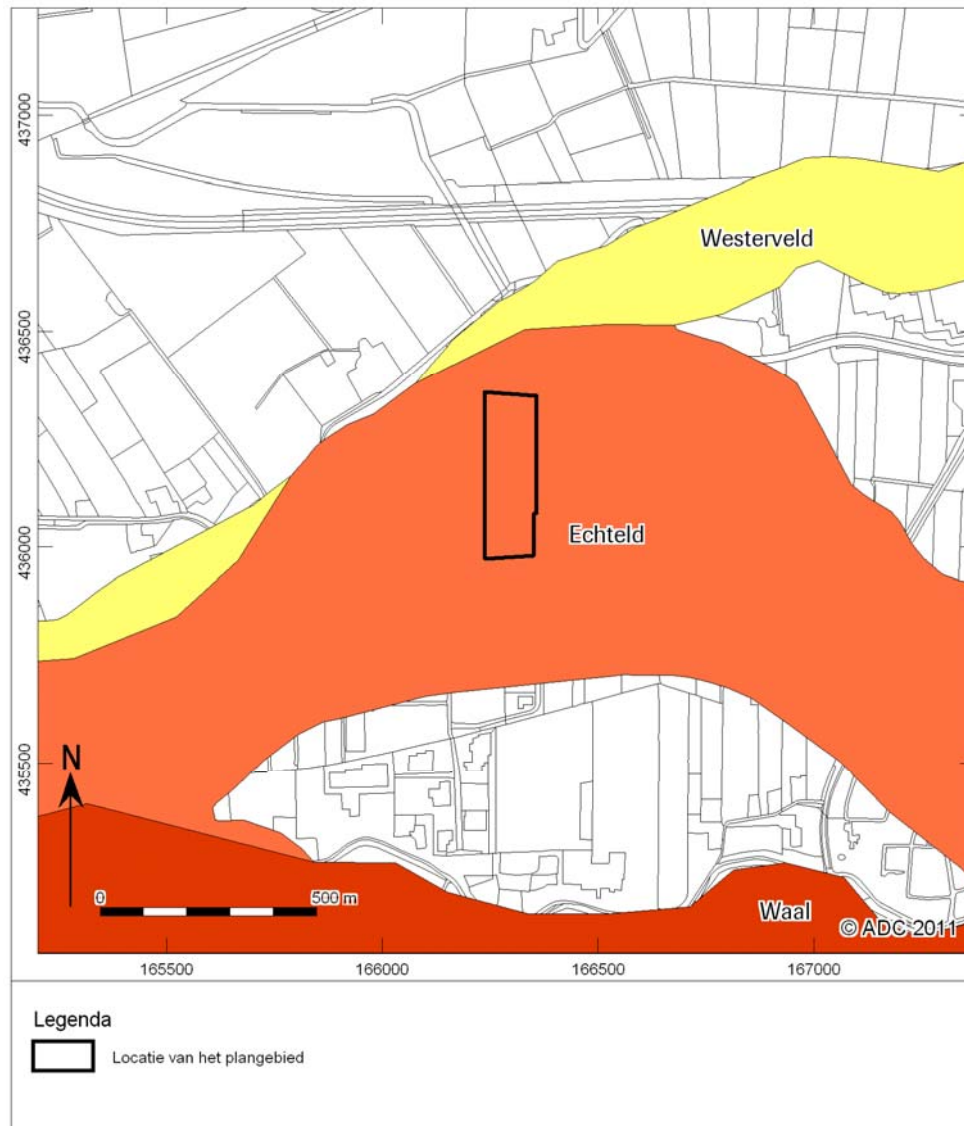 437000
436500
436000
435500
Westerveld
Echteld
N
0 500 m
Waal
© ADC 2011
165500 166000 166500 167000
Legenda
Locatie van het plangebied